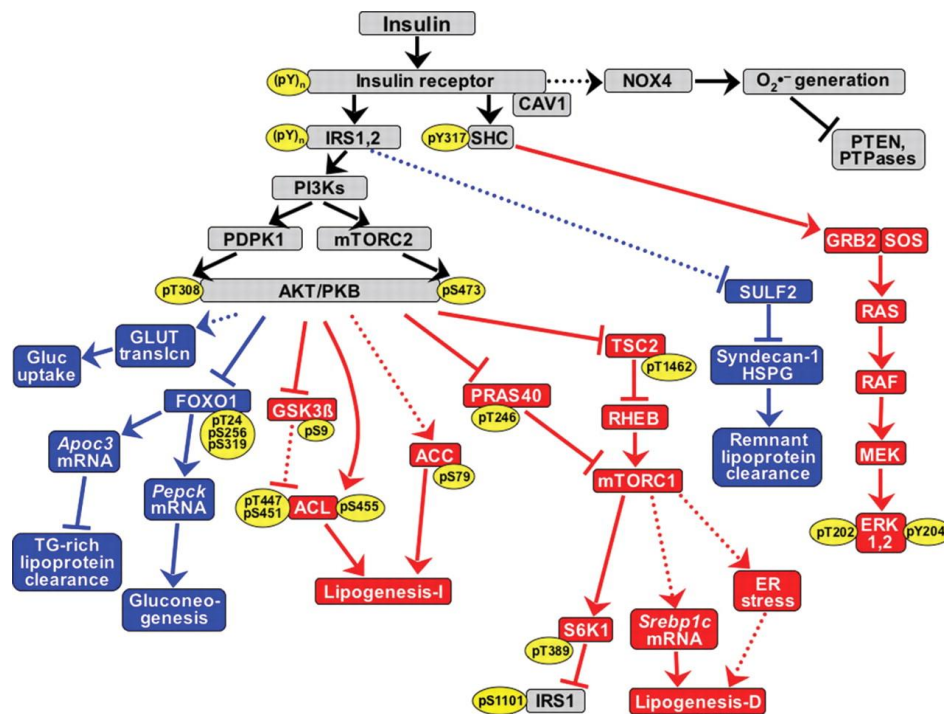 Insulin
(pY)n
Insulin receptor
NOX4
O2•− generation
CAV1
(pY)n
IRS1,2
pY317
SHC
PTEN,
PTPases
PI3Ks
PDPK1
mTORC2
GRB2
SOS
pT308
AKT/PKB
pS473
SULF2
RAS
Gluc
uptake
GLUT
translcn
TSC2
pT1462
Syndecan-1
HSPG
FOXO1
pT24
pS256
pS319
GSK3ß
pS9
PRAS40
pT246
RHEB
RAF
Apoc3
mRNA
ACC
pS79
mTORC1
Remnant
lipoprotein
clearance
MEK
Pepck
mRNA
pT447
pS451
ACL
pS455
pT202
ERK
1,2
pY204
TG-rich
lipoprotein
clearance
Gluconeo-
genesis
Lipogenesis-I
ER
stress
S6K1
pT389
Srebp1c
mRNA
pS1101
IRS1
Lipogenesis-D